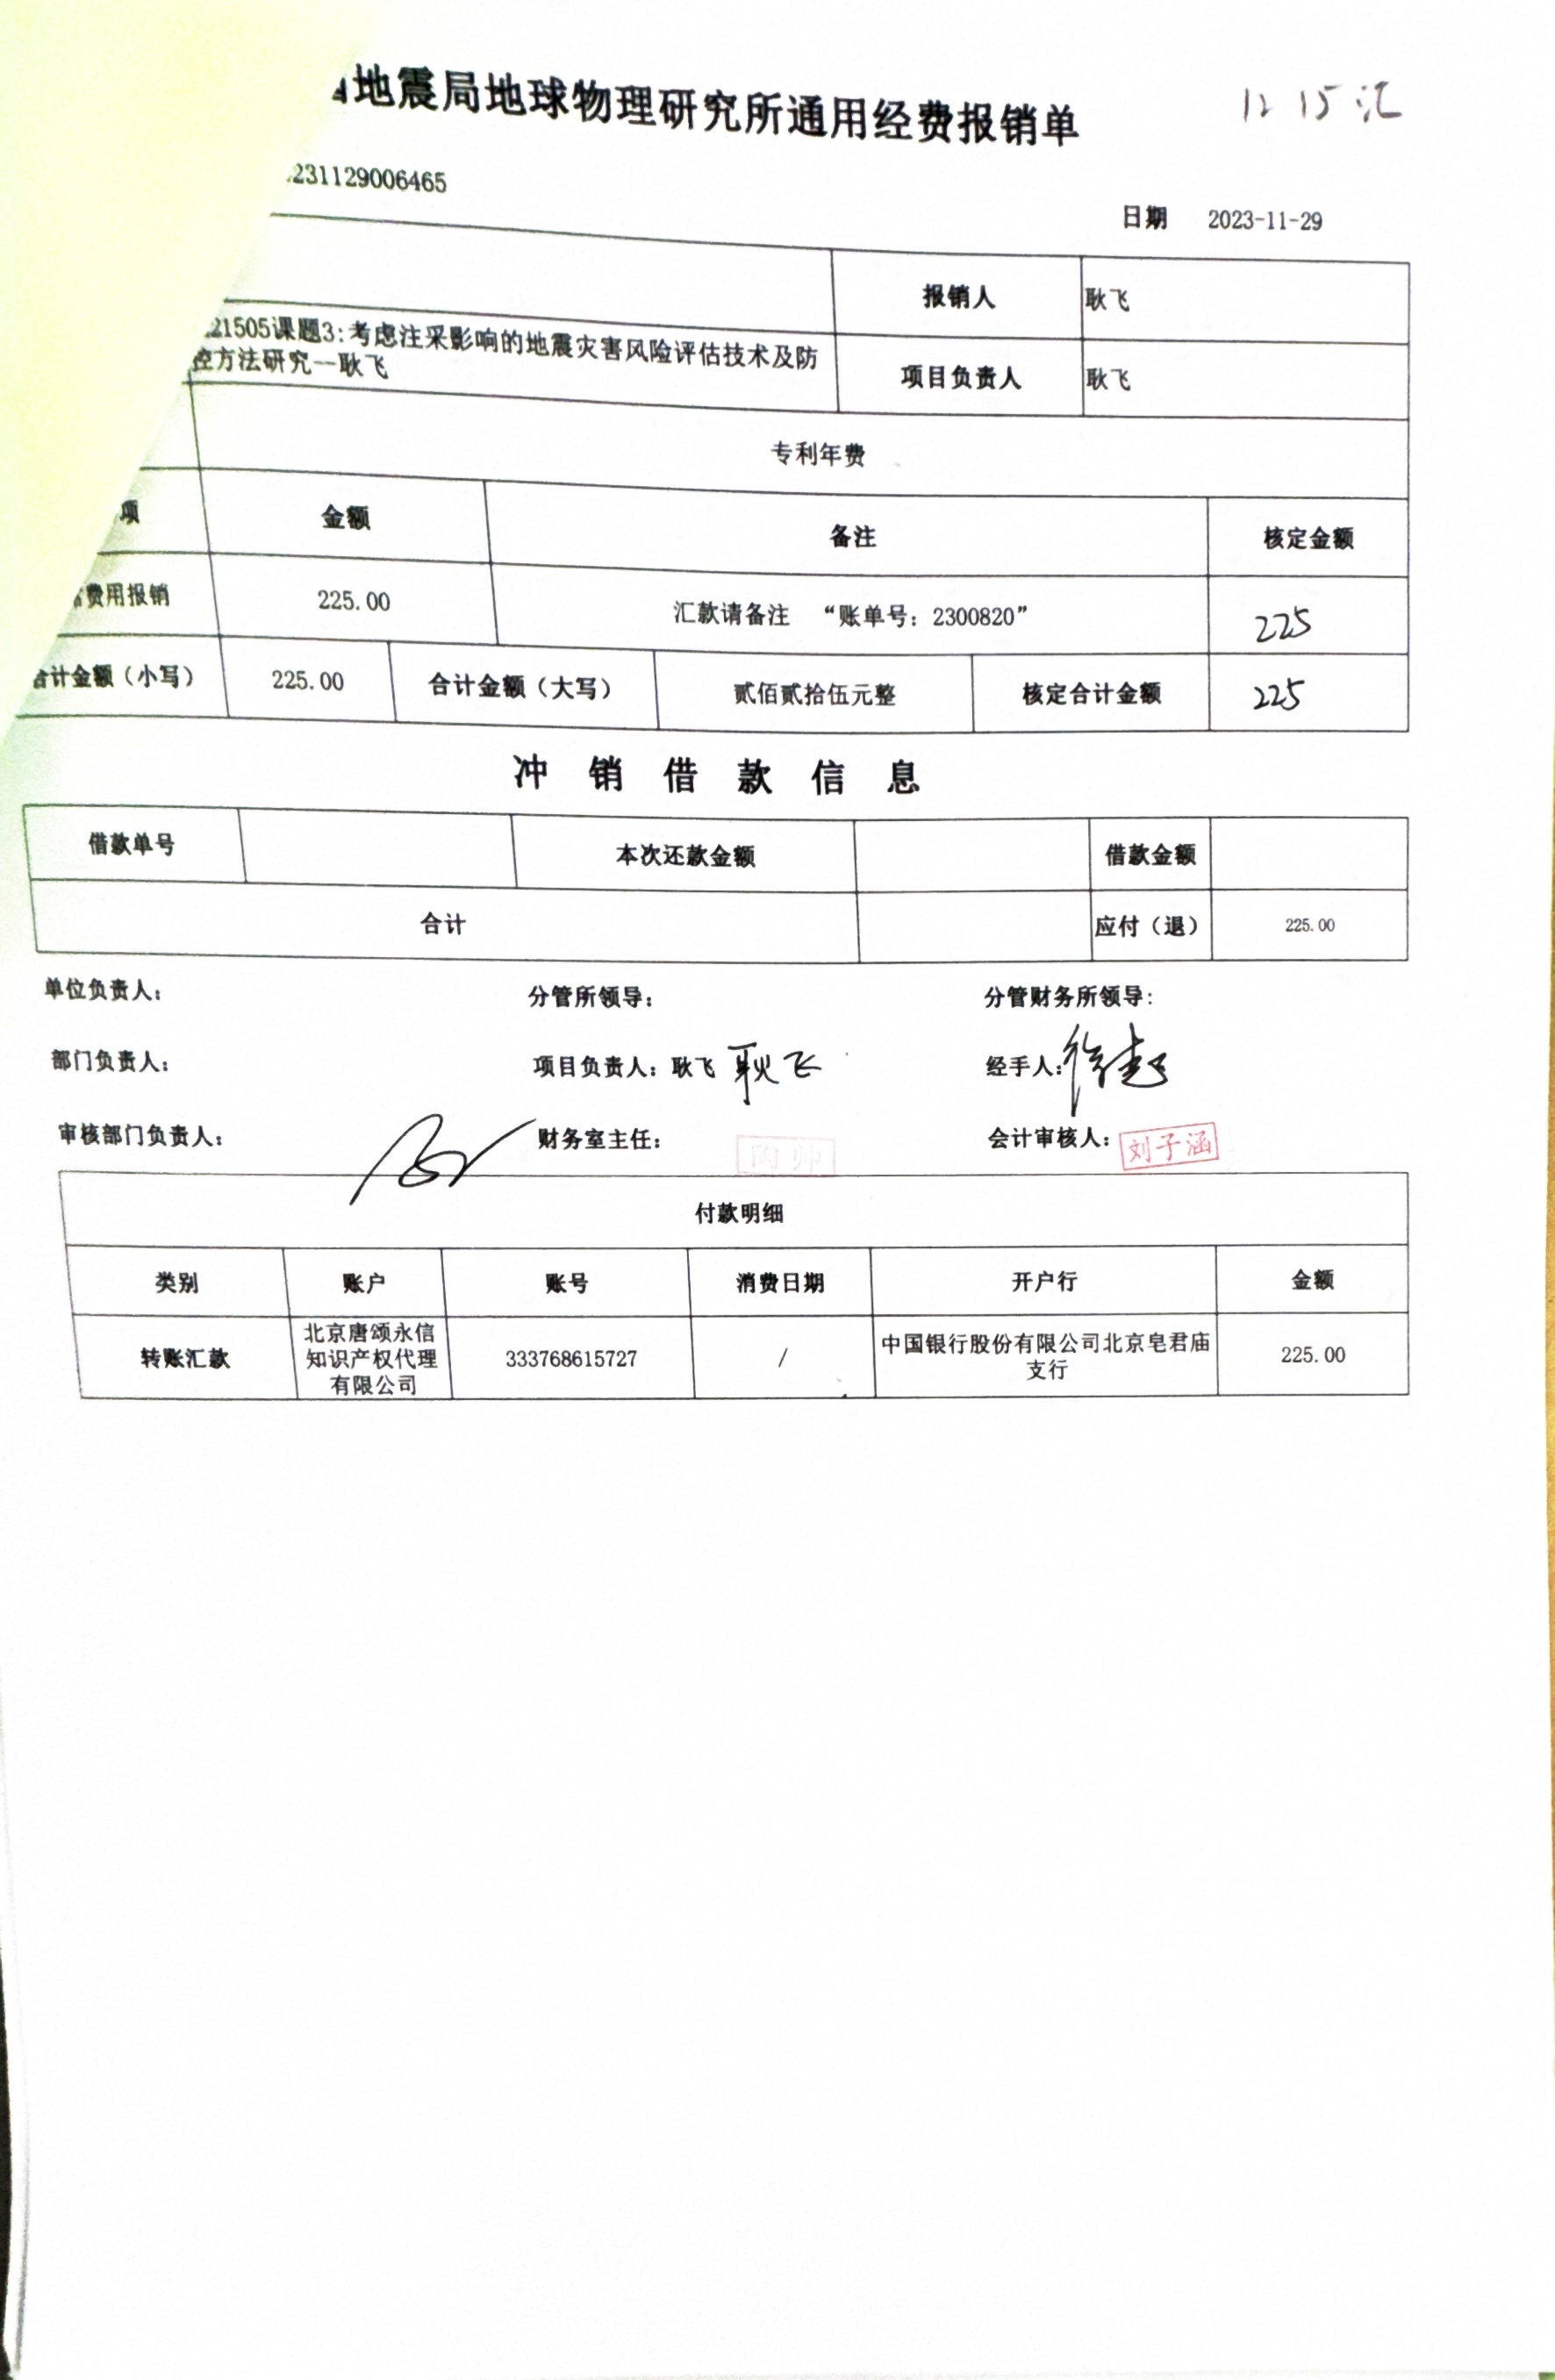 地震局地球物理研究所通用经费报销单
12 15 汇
231129006465
日期 2023-11-29
报销人 耿飞
21505课题3:考虑注采影响的地震灾害风险评估技术及防
控方法研究--耿飞
项目负责人 耿飞
专利年费
项 金额 备注 核定金额
费用报销 225.00 汇款请备注 “账单号: 2300820” 225
合计金额（小写） 225.00 合计金额（大写） 贰佰贰拾伍元整 核定合计金额 225
冲销借款信息
借款单号 本次还款金额 借款金额
合计 应付（退） 225.00
单位负责人: 分管所领导: 分管财务所领导:
部门负责人: 项目负责人: 耿飞 耿飞 经手人:
审核部门负责人: 财务室主任: 会计审核人: 刘子涵
付款明细
类别 账户 账号 消费日期 开户行 金额
转账汇款 北京唐颂永信知识产权代理有限公司 333768615727 / 中国银行股份有限公司北京皂君庙支行 225.00